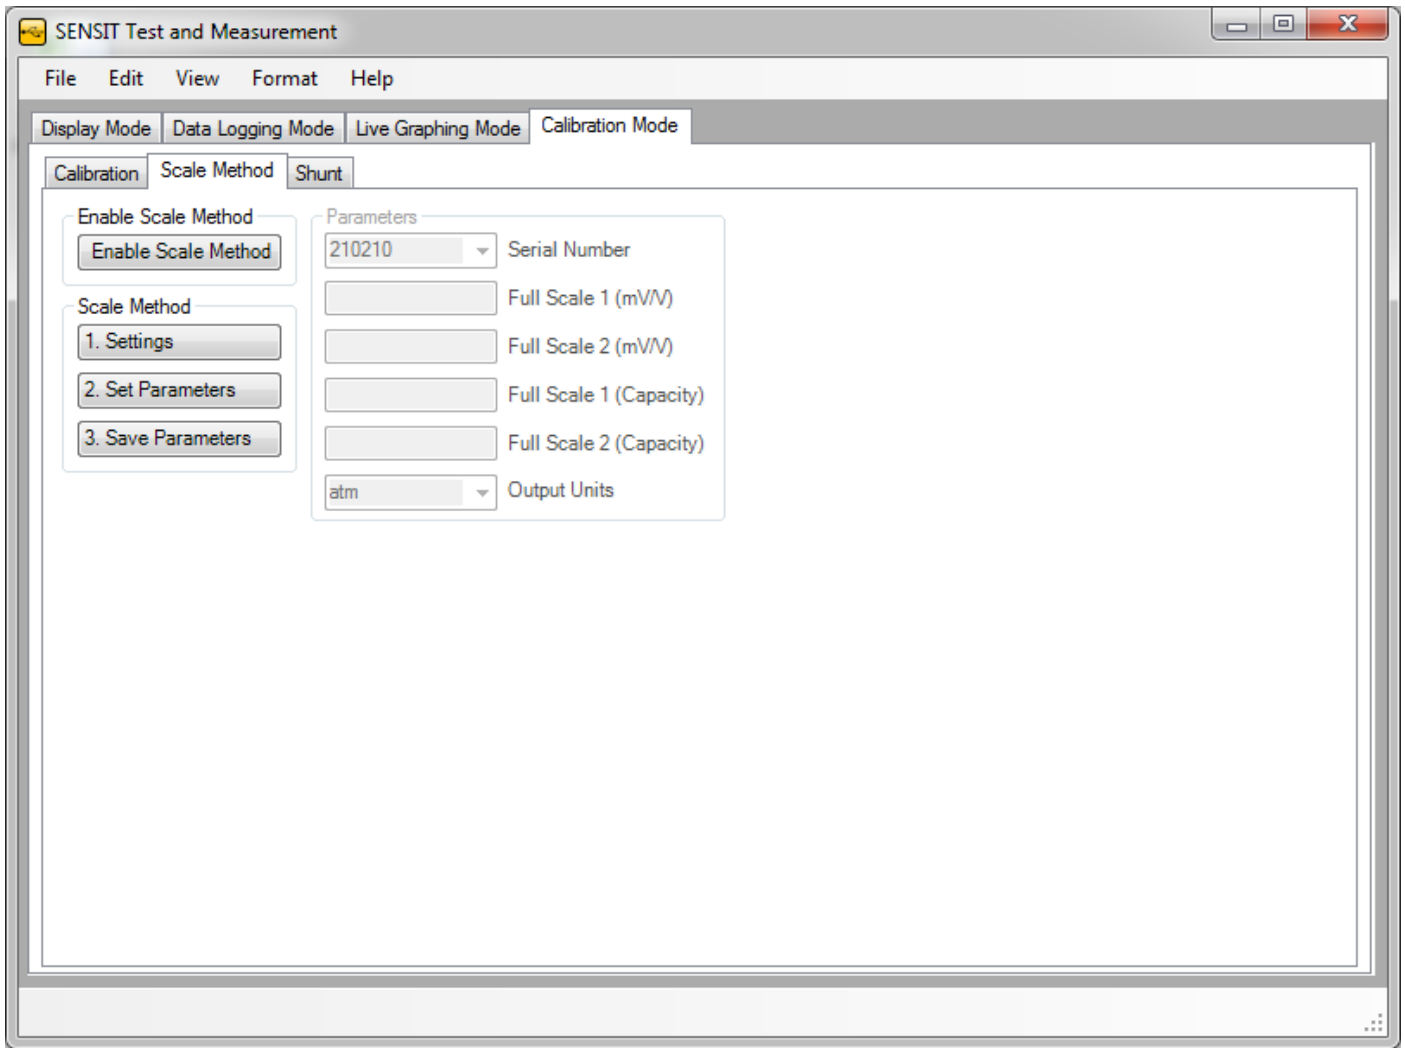 SENSIT Test and Measurement
File Edit View Format Help
Display Mode Data Logging Mode Live Graphing Mode Calibration Mode
Calibration Scale Method Shunt
Enable Scale Method
Enable Scale Method
Scale Method
1. Settings
2. Set Parameters
3. Save Parameters
Parameters
210210 Serial Number
Full Scale 1 (mV/V)
Full Scale 2 (mV/V)
Full Scale 1 (Capacity)
Full Scale 2 (Capacity)
atm Output Units